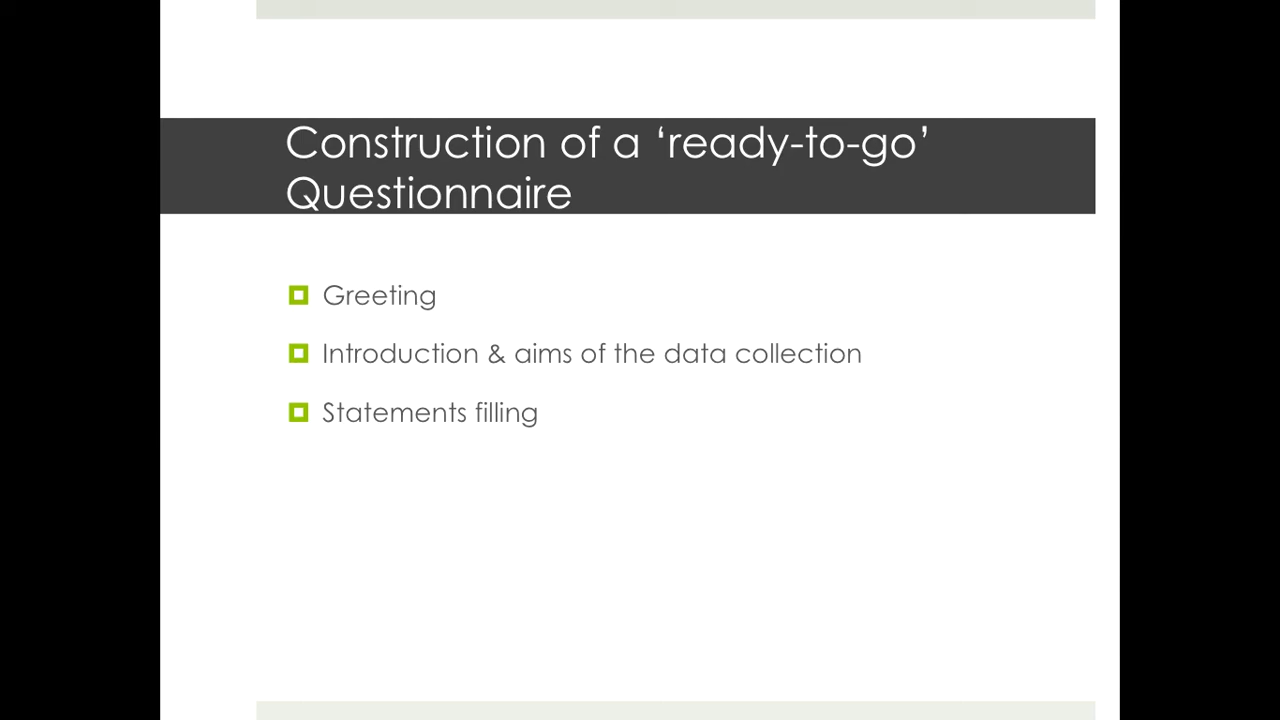 Construction of a ‘ready-to-go’
Questionnaire
Greeting
Introduction & aims of the data collection
Statements filling